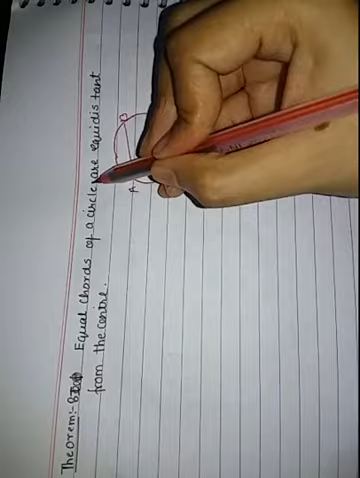 Theorem:- 8 Equal Chords of a circle are equidistant
from the centre.
B
A